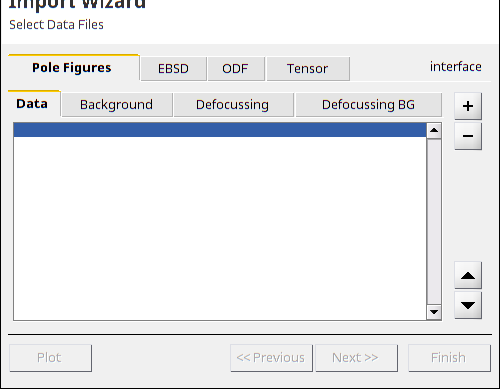 Import Wizard
Select Data Files
Pole Figures EBSD ODF Tensor interface
Data Background Defocussing Defocussing BG
+
−
Plot << Previous Next >> Finish